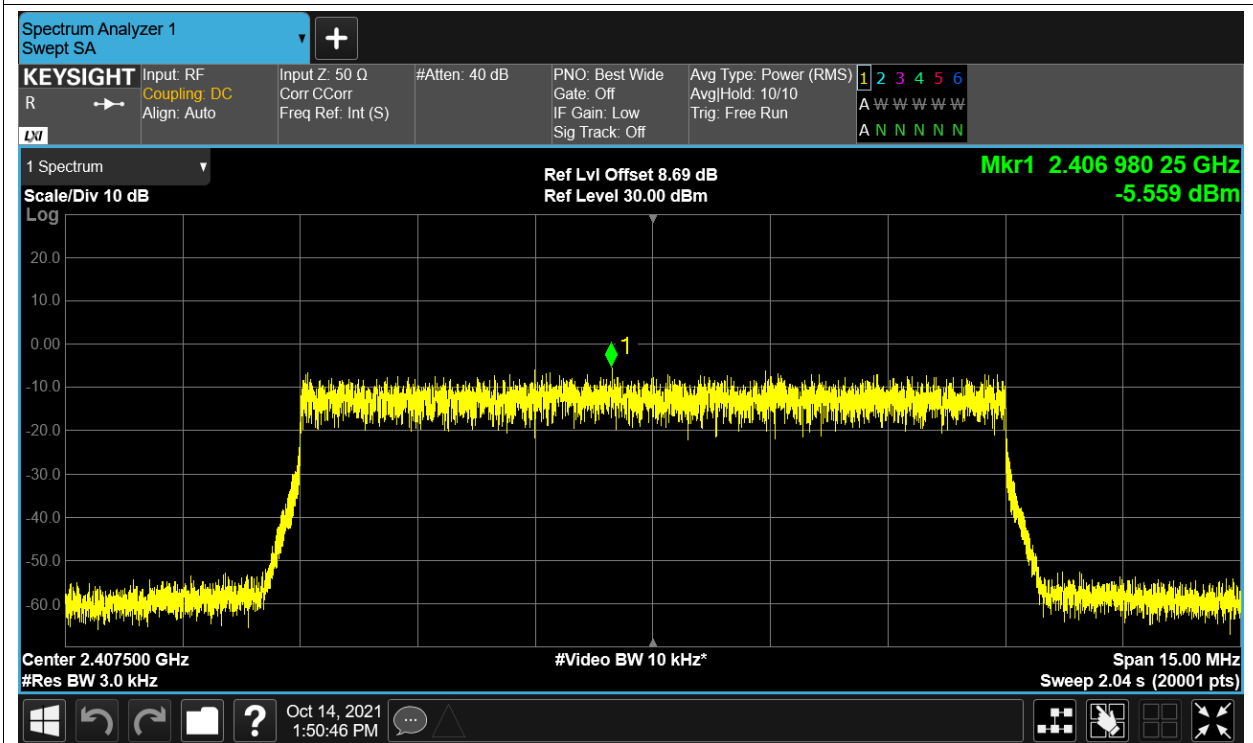 Spectrum Analyzer 1
Swept SA
+
KEYSIGHT
R
LXI
Input: RF
Coupling: DC
Align: Auto
Input Z: 50 Ω
Corr CCorr
Freq Ref: Int (S)
#Atten: 40 dB
PNO: Best Wide
Gate: Off
IF Gain: Low
Sig Track: Off
Avg Type: Power (RMS)
Avg|Hold: 10/10
Trig: Free Run
1 2 3 4 5 6
A W W W W W
A N N N N N
1 Spectrum
Scale/Div 10 dB
Log
Ref Lvl Offset 8.69 dB
Ref Level 30.00 dBm
Mkr1 2.406 980 25 GHz
-5.559 dBm
20.0
10.0
0.00
1
-10.0
-20.0
-30.0
-40.0
-50.0
-60.0
Center 2.407500 GHz
#Res BW 3.0 kHz
#Video BW 10 kHz*
Span 15.00 MHz
Sweep 2.04 s (20001 pts)
?
Oct 14, 2021
1:50:46 PM